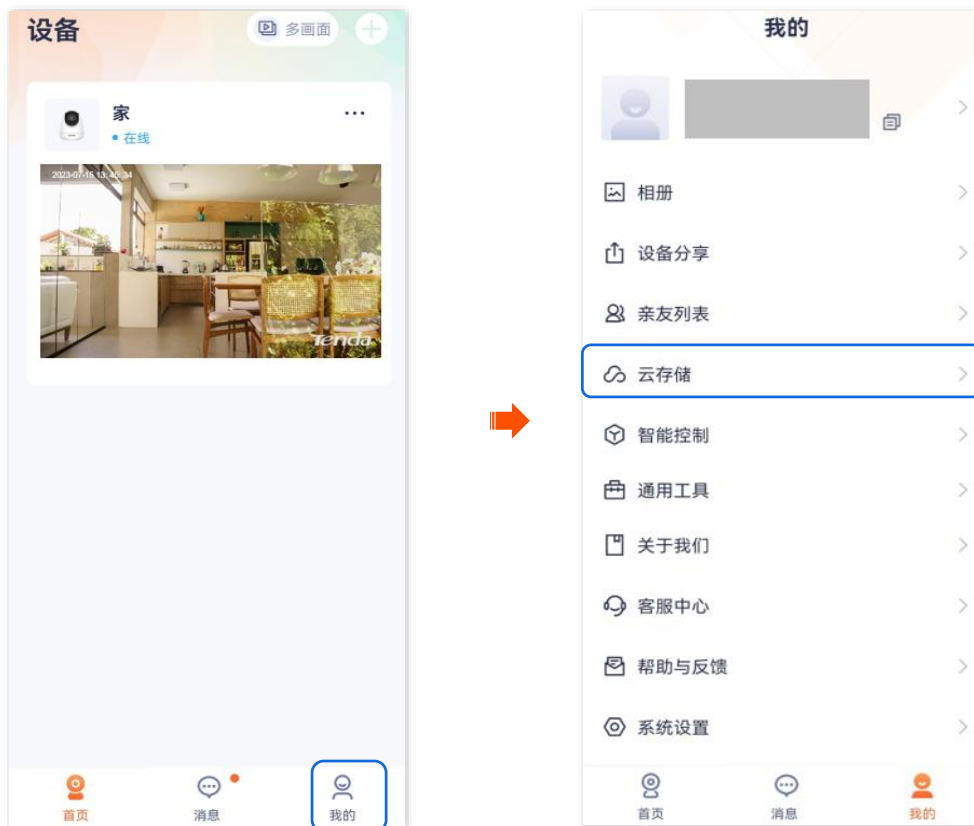 设备
多画面
家
在线
2023-07-15 13:45:34
Tenda
首页
消息
我的
我的
相册
设备分享
亲友列表
云存储
智能控制
通用工具
关于我们
客服中心
帮助与反馈
系统设置
首页
消息
我的